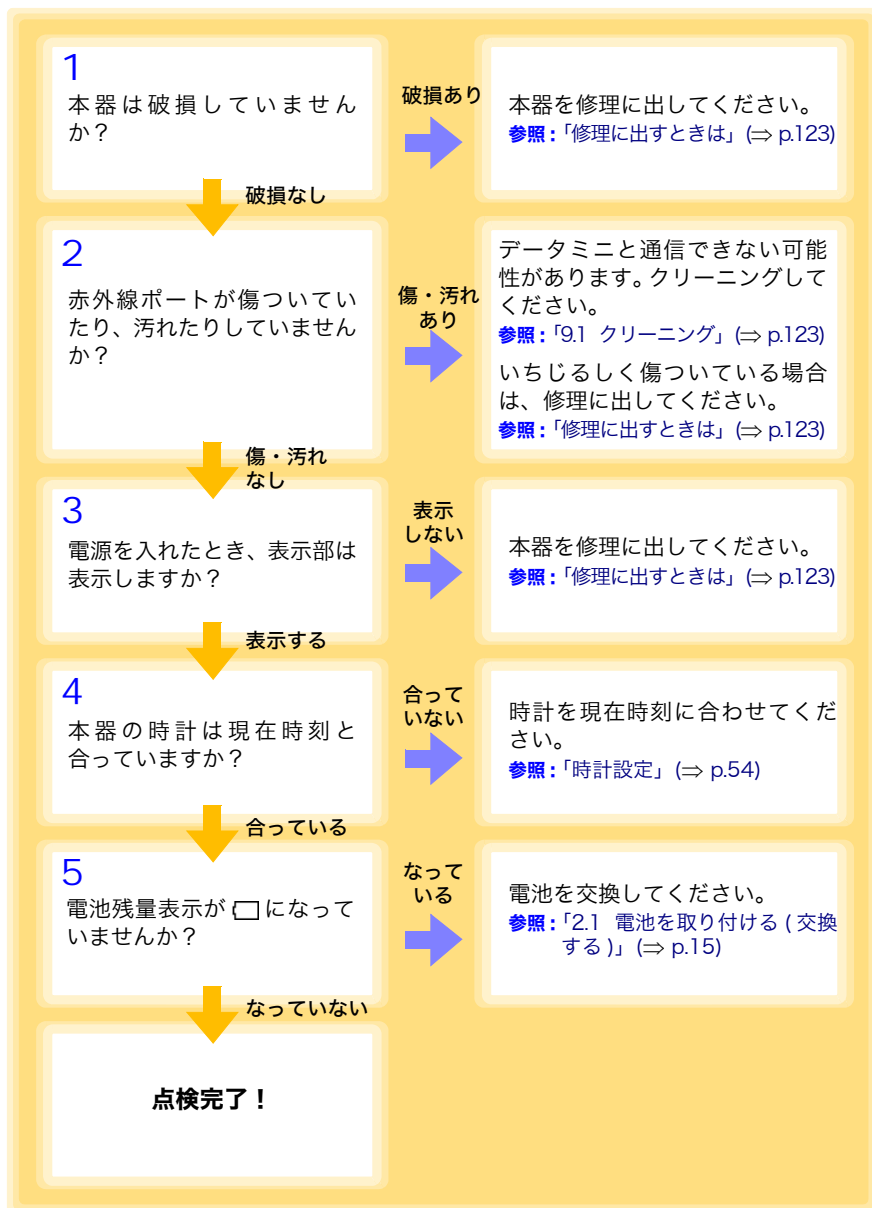 1
本器は破損していません
か？
破損あり
本器を修理に出してください。
参照：「修理に出すときは」(⇒ p.123)
破損なし
2
赤外線ポートが傷ついてい
たり、汚れたりしていません
か？
傷・汚れ
あり
データミニと通信できない可能
性があります。クリーニングして
ください。
参照：「9.1 クリーニング」(⇒ p.123)
いちじるしく傷ついている場合
は、修理に出してください。
参照：「修理に出すときは」(⇒ p.123)
傷・汚れ
なし
3
電源を入れたとき、表示部は
表示しますか？
表示
しない
本器を修理に出してください。
参照：「修理に出すときは」(⇒ p.123)
表示する
4
本器の時計は現在時刻と
合っていますか？
合って
いない
時計を現在時刻に合わせてくだ
さい。
参照：「時計設定」(⇒ p.54)
合っている
5
電池残量表示が になって
いませんか？
なって
いる
電池を交換してください。
参照：「2.1 電池を取り付ける ( 交換
する )」(⇒ p.15)
なっていない
点検完了！